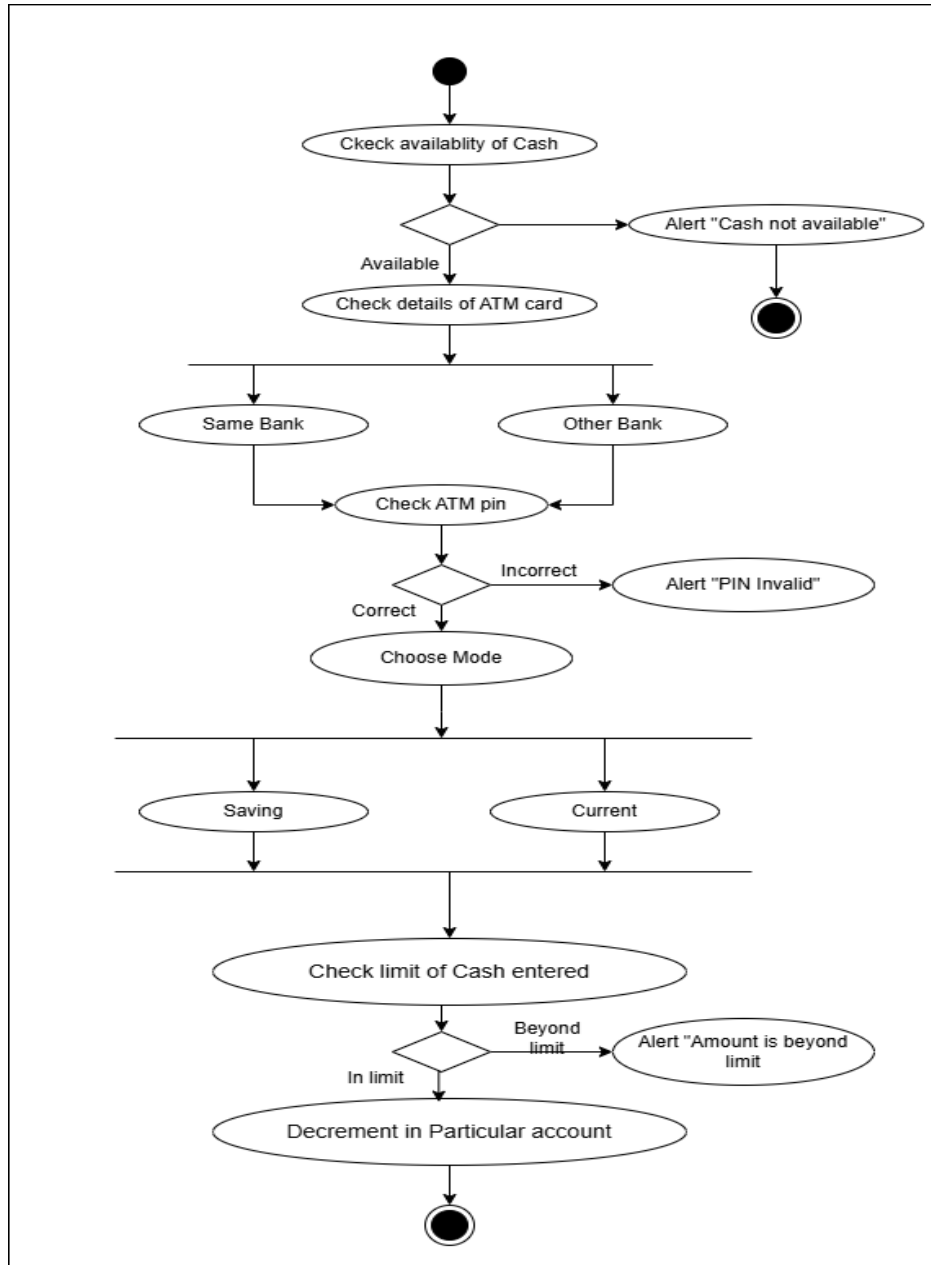 Ckeck availablity of Cash
Alert "Cash not available"
Available
Check details of ATM card
Same Bank
Other Bank
Check ATM pin
Incorrect
Alert "PIN Invalid"
Correct
Choose Mode
Saving
Current
Check limit of Cash entered
Beyond
limit
Alert "Amount is beyond
limit
In limit
Decrement in Particular account